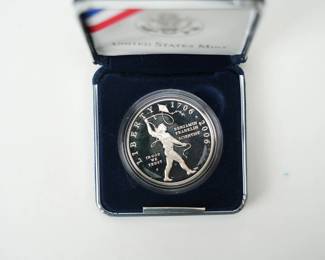 UNITED STATES MINT
LIBERTY 1706 2006
BENJAMIN
FRANKLIN
SCIENTIST
IN GOD
WE
TRUST